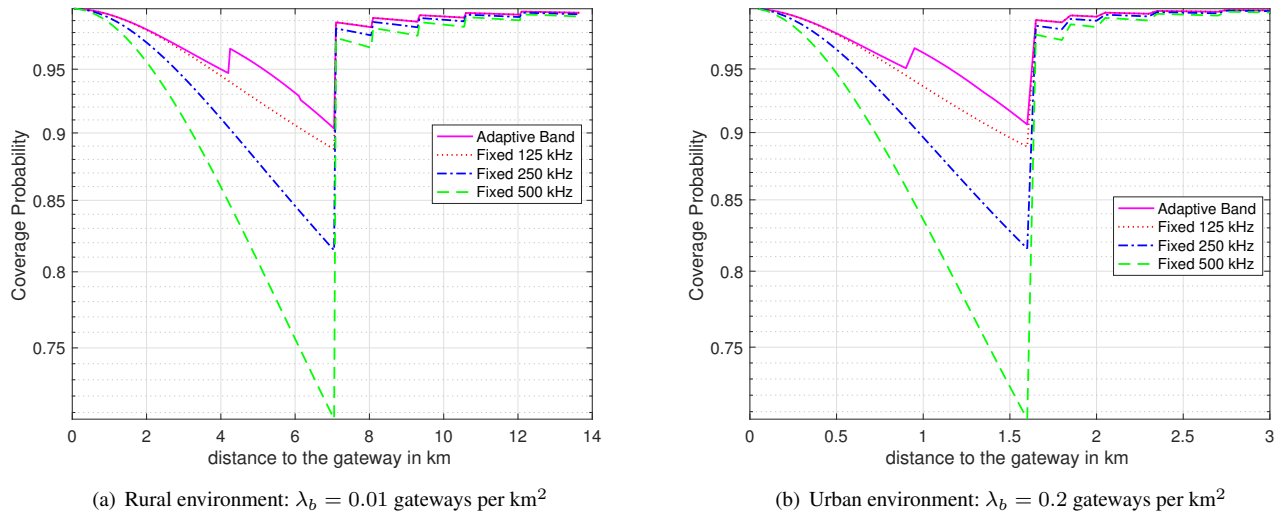 Coverage Probability
0.95
0.9
0.85
0.8
0.75
Adaptive Band
Fixed 125 kHz
Fixed 250 kHz
Fixed 500 kHz
0 2 4 6 8 10 12 14
distance to the gateway in km
(a) Rural environment: λ_b = 0.01 gateways per km²
Coverage Probability
0.95
0.9
0.85
0.8
0.75
Adaptive Band
Fixed 125 kHz
Fixed 250 kHz
Fixed 500 kHz
0 0.5 1 1.5 2 2.5 3
distance to the gateway in km
(b) Urban environment: λ_b = 0.2 gateways per km²